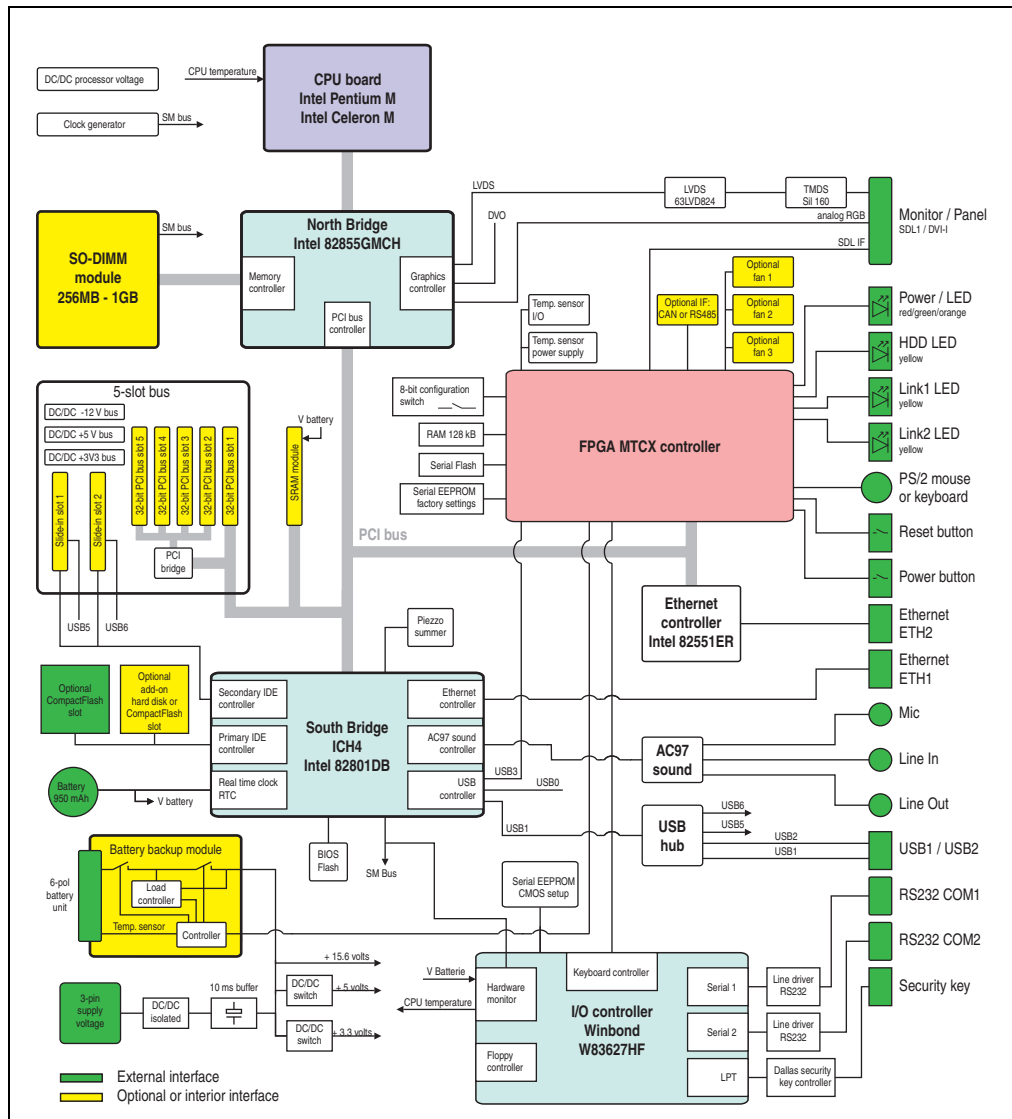 DC/DC processor voltage
CPU temperature
CPU board
Intel Pentium M
Intel Celeron M
Clock generator
SM bus
SO-DIMM
module
256MB - 1GB
SM bus
North Bridge
Intel 82855GMCH
Memory
controller
Graphics
controller
PCI bus
controller
LVDS
DVO
LVDS
63LVD824
TMDS
Sil 160
analog RGB
SDL IF
Monitor / Panel
SDL1 / DVI-I
Temp. sensor
I/O
Temp. sensor
power supply
Optional IF:
CAN or RS485
Optional
fan 1
Optional
fan 2
Optional
fan 3
Power / LED
red/green/orange
HDD LED
yellow
Link1 LED
yellow
Link2 LED
yellow
PS/2 mouse
or keyboard
Reset button
Power button
Ethernet
ETH2
Ethernet
ETH1
Mic
Line In
Line Out
USB1 / USB2
RS232 COM1
RS232 COM2
Security key
5-slot bus
DC/DC -12 V bus
DC/DC +5 V bus
DC/DC +3V3 bus
Slide-in slot 1
Slide-in slot 2
32-bit PCI bus slot 5
32-bit PCI bus slot 4
32-bit PCI bus slot 3
32-bit PCI bus slot 2
32-bit PCI bus slot 1
PCI
bridge
USB5
USB6
V battery
SRAM module
8-bit configuration
switch
RAM 128 kB
Serial Flash
Serial EEPROM
factory settings
FPGA MTCX controller
PCI bus
Ethernet
controller
Intel 82551ER
Piezzo
summer
Optional
CompactFlash
slot
Optional
add-on
hard disk or
CompactFlash
slot
Battery
950 mAh
V battery
Secondary IDE
controller
Primary IDE
controller
Real time clock
RTC
South Bridge
ICH4
Intel 82801DB
Ethernet
controller
AC97 sound
controller
USB
controller
USB3
USB0
USB1
AC97
sound
USB
hub
USB6
USB5
USB2
USB1
BIOS
Flash
SM Bus
Battery backup module
6-pol
battery
unit
Load
controller
Temp. sensor
Controller
Serial EEPROM
CMOS setup
+ 15.6 volts
DC/DC
switch
+ 5 volts
DC/DC
switch
+ 3.3 volts
3-pin
supply
voltage
DC/DC
isolated
10 ms buffer
V Batterie
CPU temperature
Hardware
monitor
Keyboard controller
Floppy
controller
I/O controller
Winbond
W83627HF
Serial 1
Serial 2
LPT
Line driver
RS232
Line driver
RS232
Dallas security
key controller
External interface
Optional or interior interface